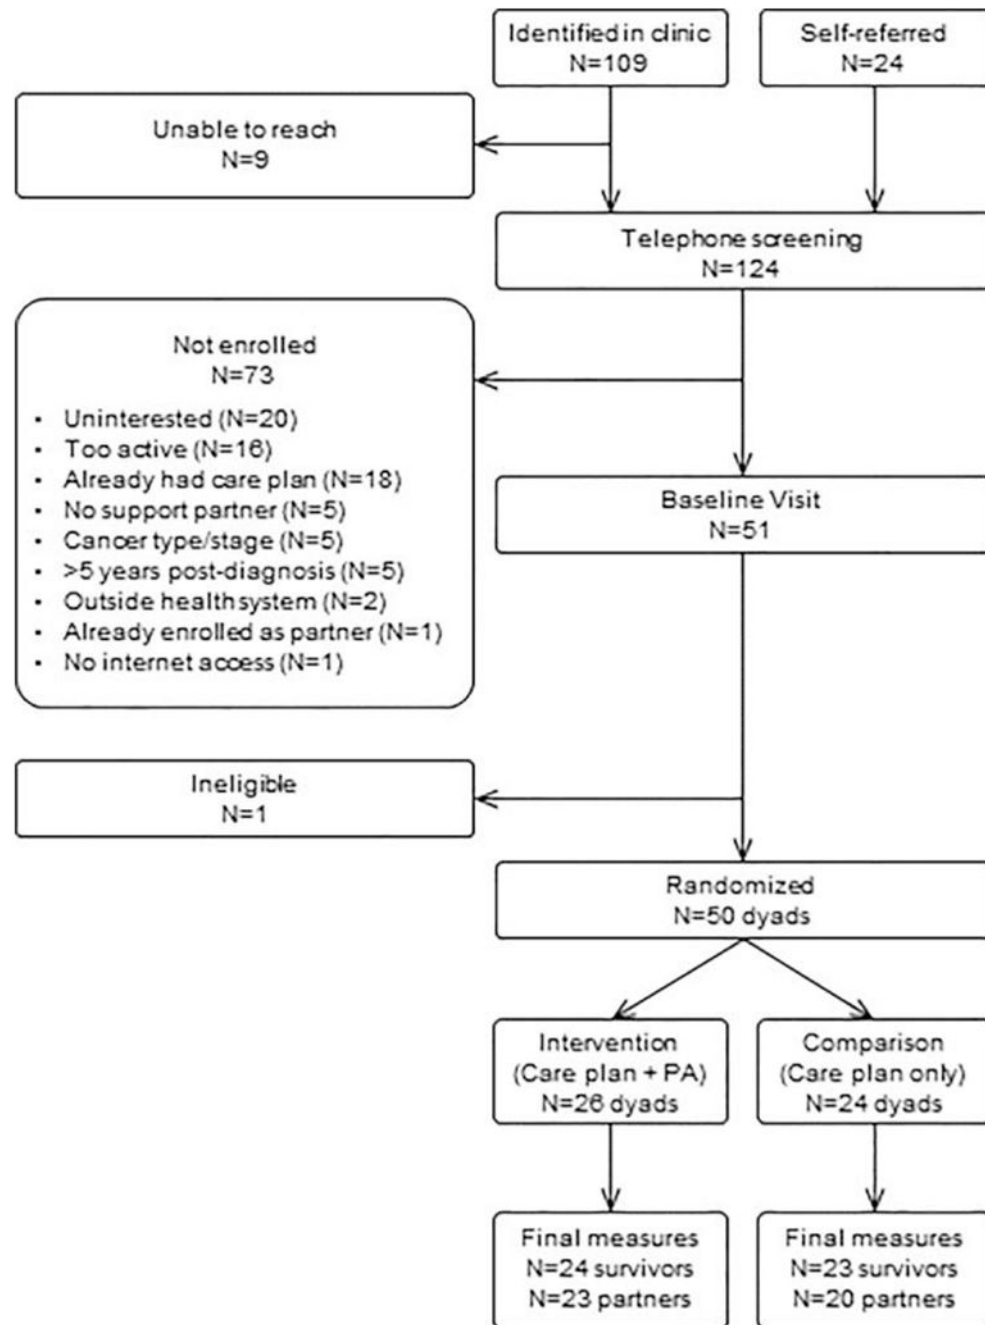 Identified in clinic
N=109
Self-referred
N=24
Unable to reach
N=9
Telephone screening
N=124
Not enrolled
N=73
• Uninterested (N=20)
• Too active (N=16)
• Already had care plan (N=18)
• No support partner (N=5)
• Cancer type/stage (N=5)
• >5 years post-diagnosis (N=5)
• Outside health system (N=2)
• Already enrolled as partner (N=1)
• No internet access (N=1)
Baseline Visit
N=51
Ineligible
N=1
Randomized
N=50 dyads
Intervention
(Care plan + PA)
N=26 dyads
Comparison
(Care plan only)
N=24 dyads
Final measures
N=24 survivors
N=23 partners
Final measures
N=23 survivors
N=20 partners